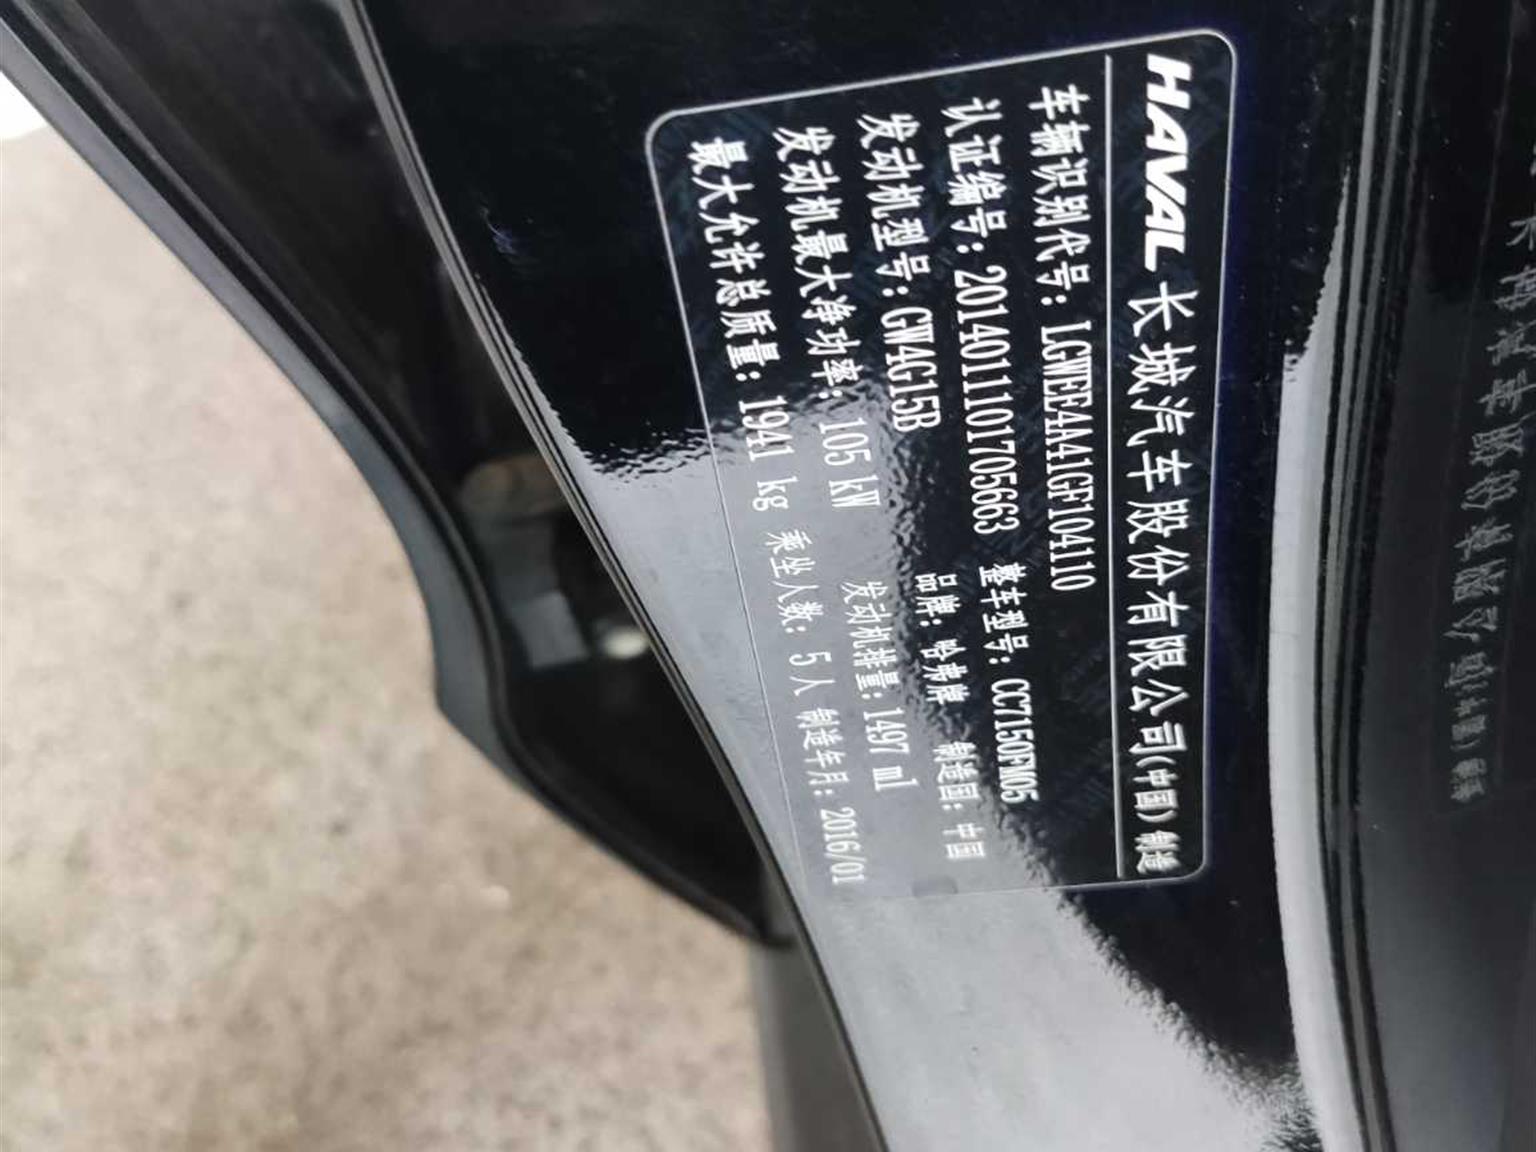 HAVAL 长城汽车股份有限公司(中国)制造
车辆识别代号: LGWEE4A41GF104110
认证编号: 2014011101705663 整车型号: CC7150FM05
发动机型号: GW4G15B 品牌: 哈弗牌 制造国: 中国
发动机最大净功率: 105 kW 发动机排量: 1497 ml
最大允许总质量: 1941 kg 乘坐人数: 5人 制造年月: 2016/01